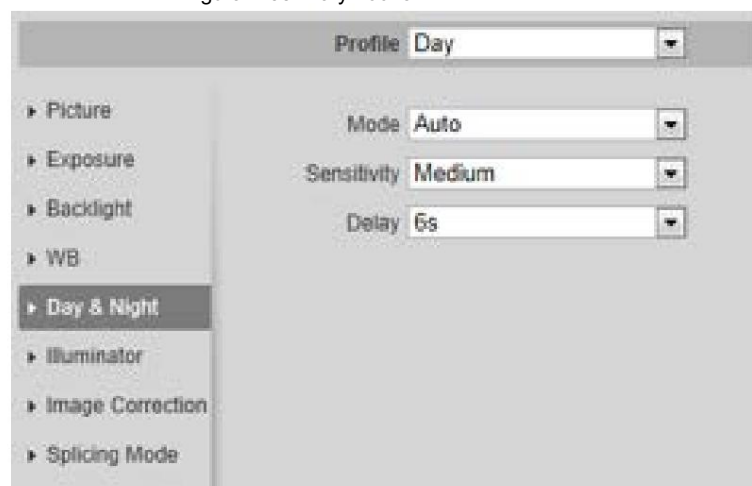 Profile Day
Picture
Exposure
Backlight
WB
Day & Night
Illuminator
Image Correction
Splicing Mode
Mode Auto
Sensitivity Medium
Delay 6s